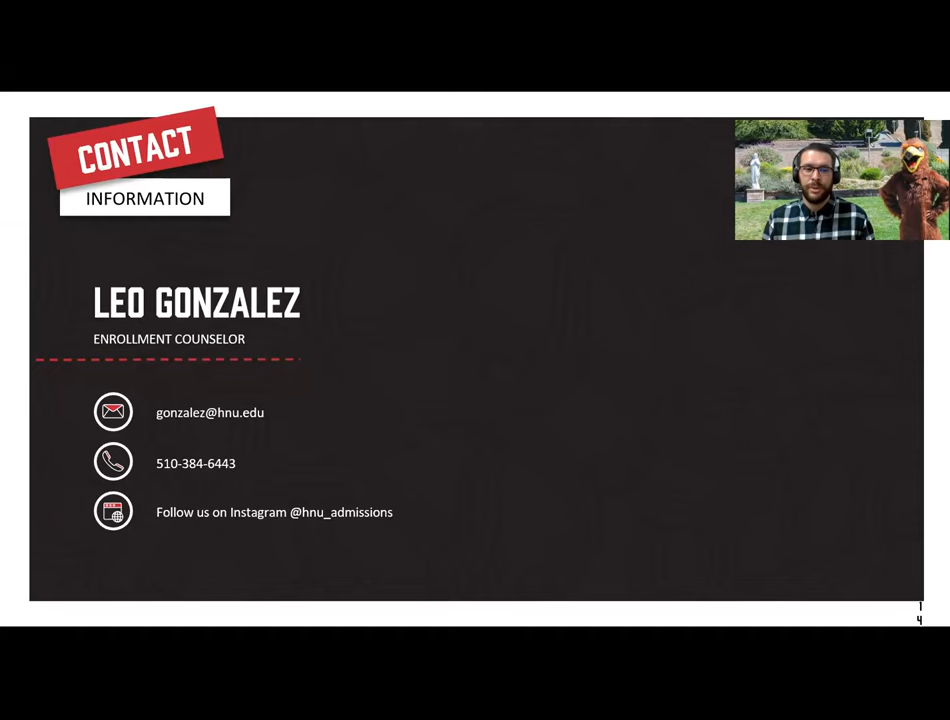 CONTACT
INFORMATION
LEO GONZALEZ
ENROLLMENT COUNSELOR
gonzalez@hnu.edu
510-384-6443
Follow us on Instagram @hnu_admissions
1
4